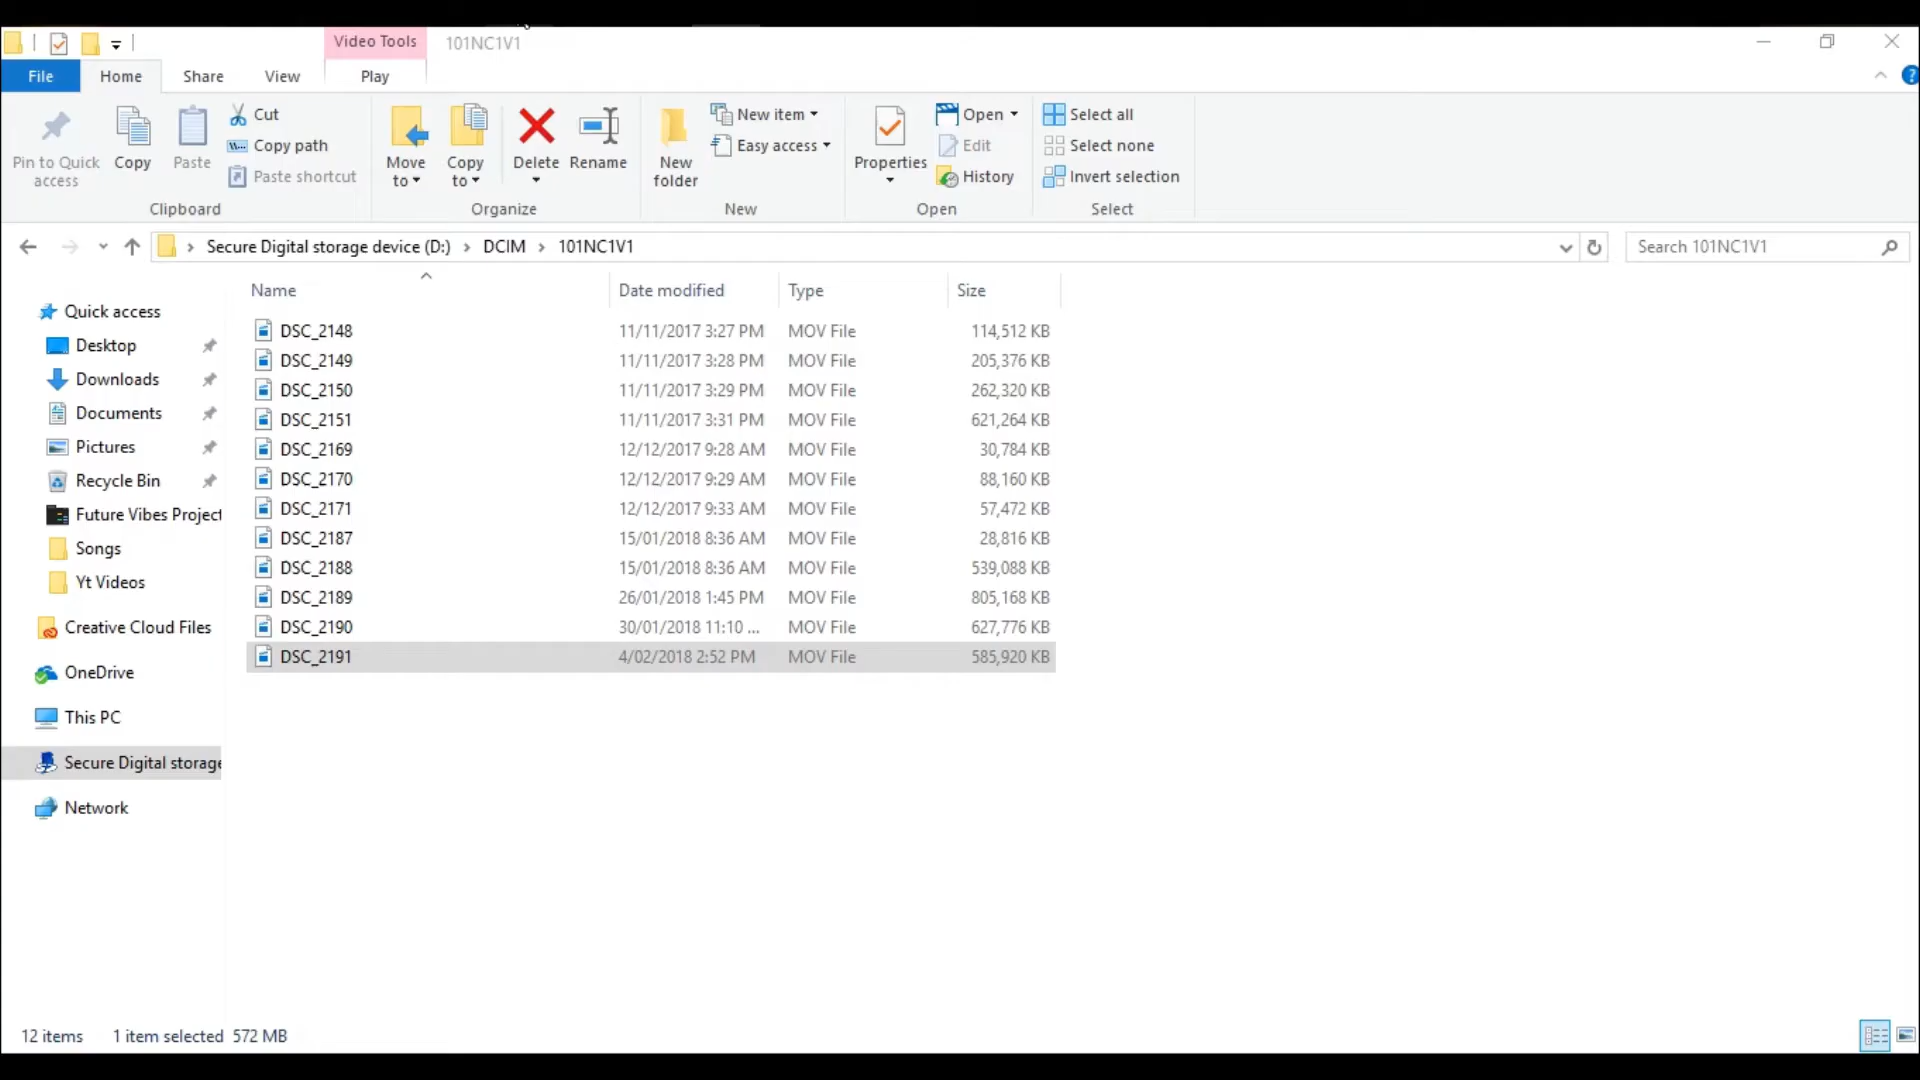 Video Tools 101NC1V1
File Home Share View Play
Pin to Quick access
Copy
Paste
Cut
Copy path
Paste shortcut
Clipboard
Move to
Copy to
Delete
Rename
Organize
New folder
New item
Easy access
New
Properties
Open
Edit
History
Open
Select all
Select none
Invert selection
Select
Secure Digital storage device (D:) DCIM 101NC1V1 Search 101NC1V1
Name Date modified Type Size
DSC_2148 11/11/2017 3:27 PM MOV File 114,512 KB
DSC_2149 11/11/2017 3:28 PM MOV File 205,376 KB
DSC_2150 11/11/2017 3:29 PM MOV File 262,320 KB
DSC_2151 11/11/2017 3:31 PM MOV File 621,264 KB
DSC_2169 12/12/2017 9:28 AM MOV File 30,784 KB
DSC_2170 12/12/2017 9:29 AM MOV File 88,160 KB
DSC_2171 12/12/2017 9:33 AM MOV File 57,472 KB
DSC_2187 15/01/2018 8:36 AM MOV File 28,816 KB
DSC_2188 15/01/2018 8:36 AM MOV File 539,088 KB
DSC_2189 26/01/2018 1:45 PM MOV File 805,168 KB
DSC_2190 30/01/2018 11:10 ... MOV File 627,776 KB
DSC_2191 4/02/2018 2:52 PM MOV File 585,920 KB
Quick access
Desktop
Downloads
Documents
Pictures
Recycle Bin
Future Vibes Project
Songs
Yt Videos
Creative Cloud Files
OneDrive
This PC
Secure Digital storage
Network
12 items 1 item selected 572 MB